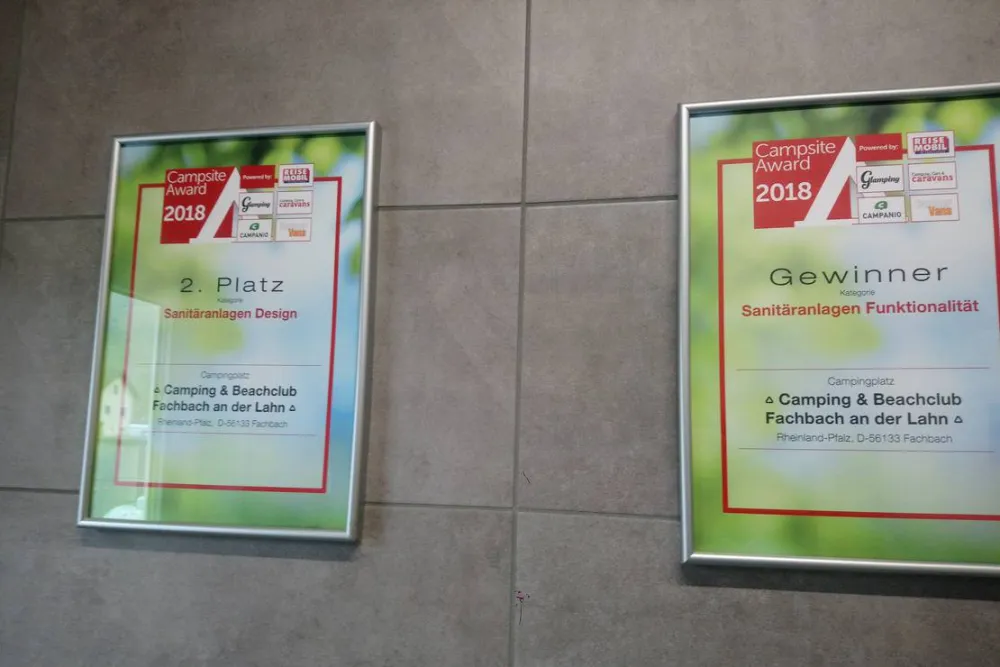 Campsite
Award
2018
Powered by:
REISE
MOBIL
Glamping
Camping, Cars &
caravans
CAMPANIO
Vans
2. Platz
Kategorie
Sanitäranlagen Design
Campingplatz
Camping & Beachclub
Fachbach an der Lahn
Rheinland-Pfalz, D-56133 Fachbach
Campsite
Award
2018
Powered by:
REISE
MOBIL
Glamping
Camping, Cars &
caravans
CAMPANIO
Vans
Gewinner
Kategorie
Sanitäranlagen Funktionalität
Campingplatz
Camping & Beachclub
Fachbach an der Lahn
Rheinland-Pfalz, D-56133 Fachbach